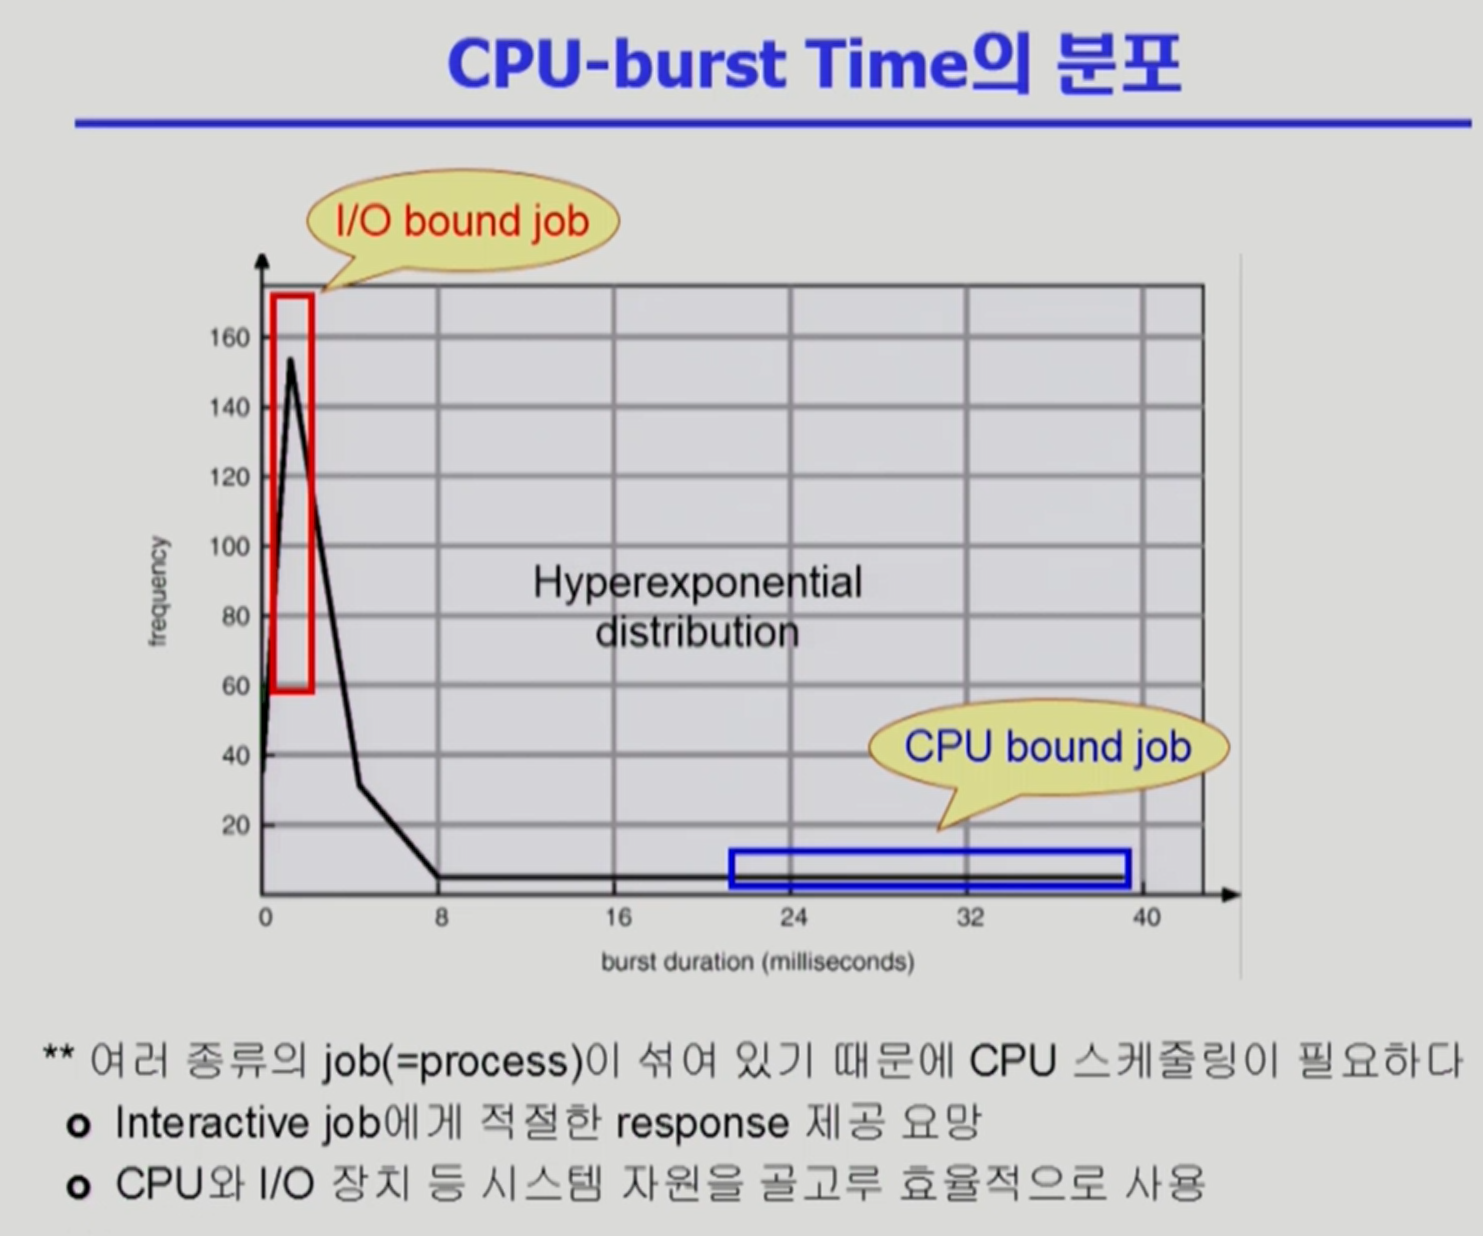 CPU-burst Time의 분포
I/O bound job
160
140
120
100
80
60
40
20
frequency
Hyperexponential
distribution
CPU bound job
0 8 16 24 32 40
burst duration (milliseconds)
** 여러 종류의 job(=process)이 섞여 있기 때문에 CPU 스케줄링이 필요하다
o Interactive job에게 적절한 response 제공 요망
o CPU와 I/O 장치 등 시스템 자원을 골고루 효율적으로 사용